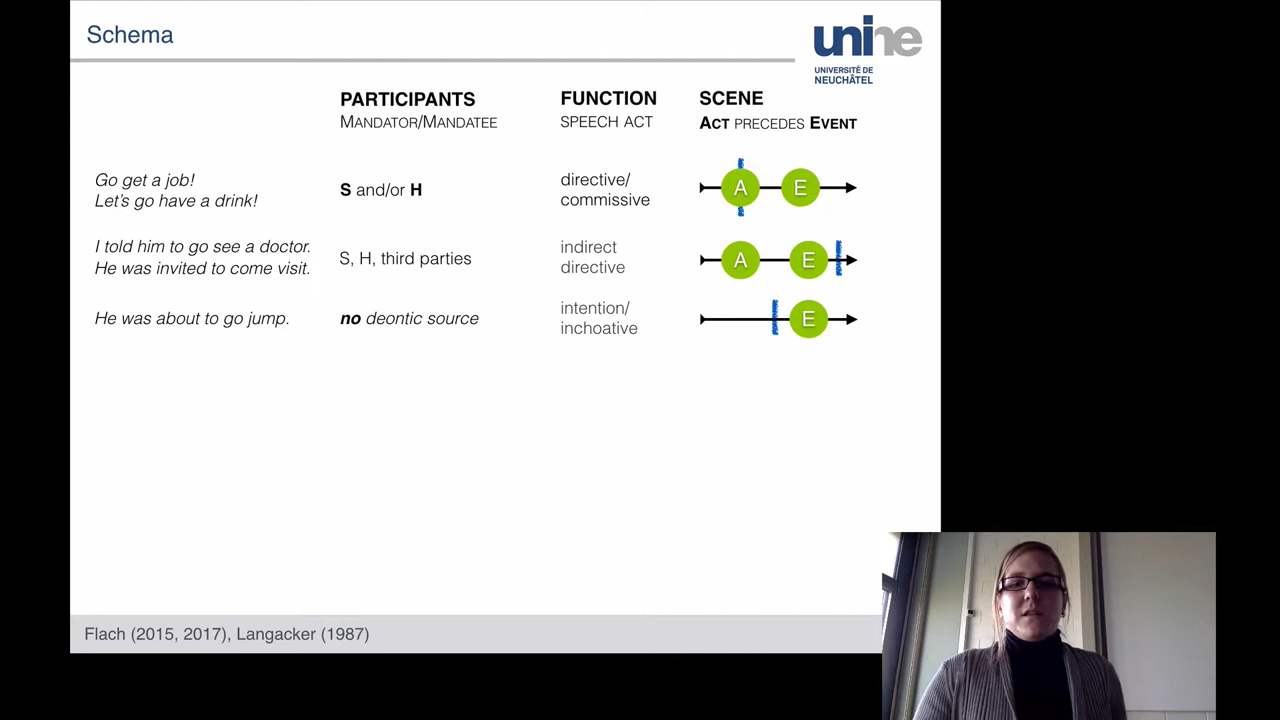 Schema
unine
UNIVERSITÉ DE
NEUCHÂTEL
PARTICIPANTS FUNCTION SCENE
MANDATOR/MANDATEE SPEECH ACT ACT PRECEDES EVENT
Go get a job!
Let's go have a drink!
S and/or H
directive/
commissive
A E
I told him to go see a doctor.
He was invited to come visit.
S, H, third parties
indirect
directive
A E
He was about to go jump.
no deontic source
intention/
inchoative
E
Flach (2015, 2017), Langacker (1987)